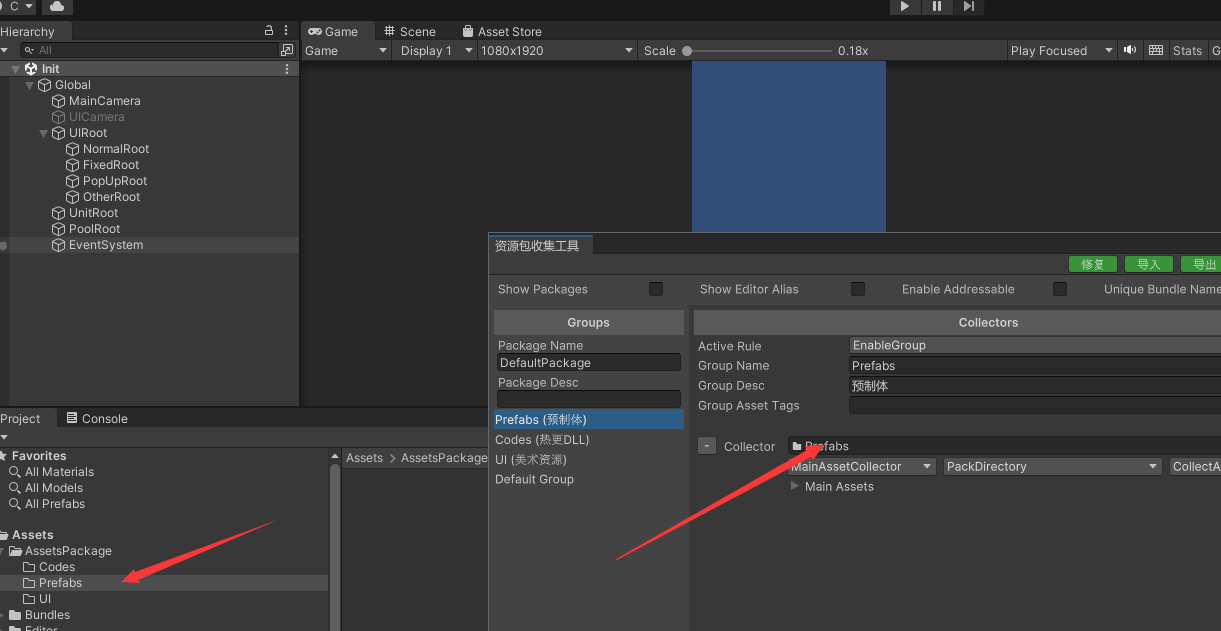 C
Hierarchy
All
Init
Global
MainCamera
UICamera
UIRoot
NormalRoot
FixedRoot
PopUpRoot
OtherRoot
UnitRoot
PoolRoot
EventSystem
Game
Scene
Asset Store
Game
Display 1
1080x1920
Scale
0.18x
Play Focused
Stats
G
资源包收集工具
修复
导入
导出
Show Packages
Show Editor Alias
Enable Addressable
Unique Bundle Name
Groups
Package Name
DefaultPackage
Package Desc
Prefabs (预制体)
Codes (热更DLL)
UI (美术资源)
Default Group
Collectors
Active Rule
EnableGroup
Group Name
Prefabs
Group Desc
预制体
Group Asset Tags
-
Collector
Prefabs
MainAssetCollector
PackDirectory
CollectA
Main Assets
Project
Console
Favorites
All Materials
All Models
All Prefabs
Assets
AssetsPackage
Codes
Prefabs
UI
Bundles
Editor
Assets > AssetsPackage